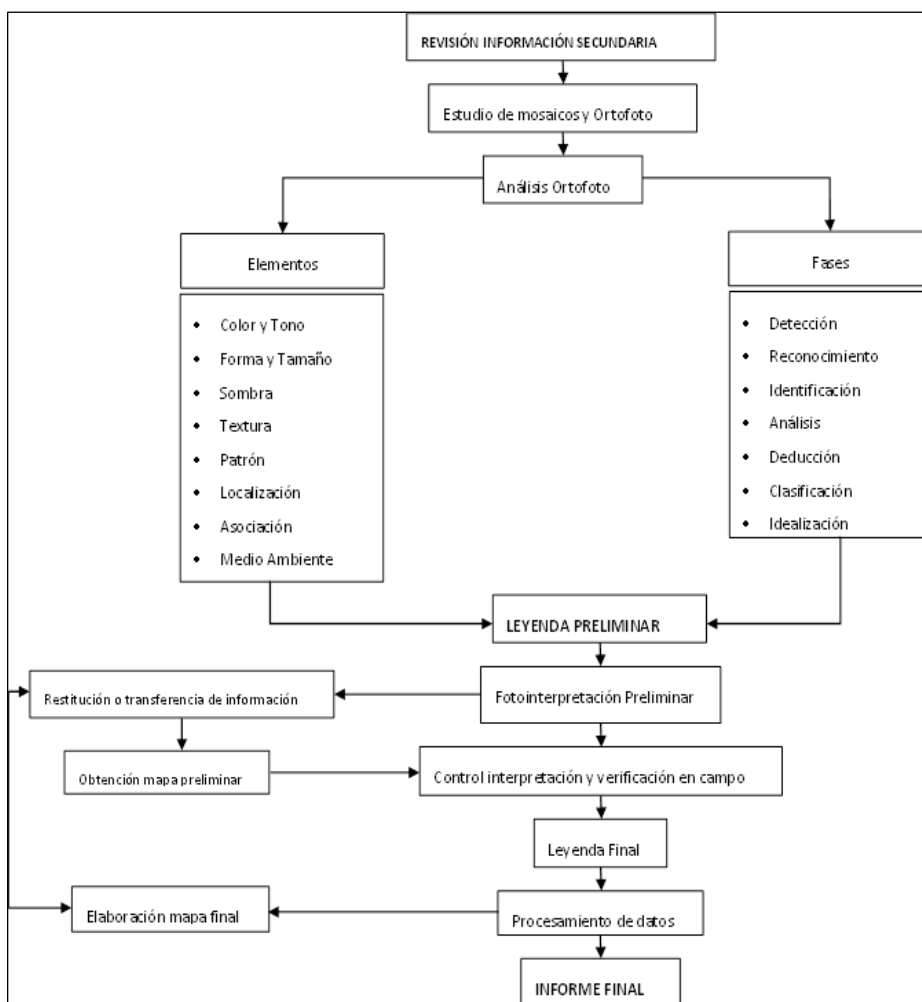 REVISIÓN INFORMACIÓN SECUNDARIA
Estudio de mosaicos y Ortofoto
Análisis Ortofoto
Elementos
• Color y Tono
• Forma y Tamaño
• Sombra
• Textura
• Patrón
• Localización
• Asociación
• Medio Ambiente
Fases
• Detección
• Reconocimiento
• Identificación
• Análisis
• Deducción
• Clasificación
• Idealización
LEYENDA PRELIMINAR
Restitución o transferencia de información
Fotointerpretación Preliminar
Obtención mapa preliminar
Control interpretación y verificación en campo
Leyenda Final
Elaboración mapa final
Procesamiento de datos
INFORME FINAL